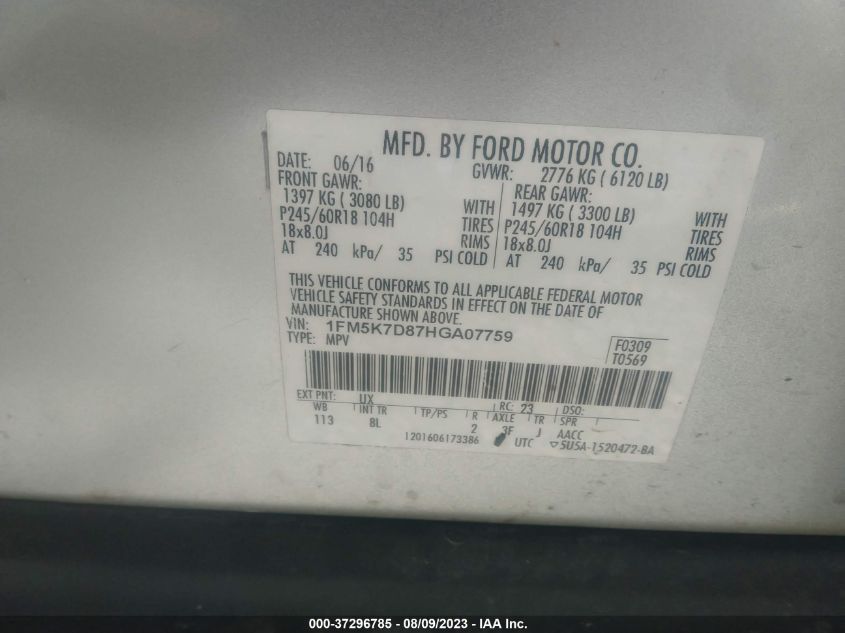 MFD. BY FORD MOTOR CO.
DATE: 06/16 GVWR: 2776 KG ( 6120 LB)
FRONT GAWR: REAR GAWR:
1397 KG ( 3080 LB) WITH 1497 KG ( 3300 LB) WITH
P245/60R18 104H TIRES P245/60R18 104H TIRES
18x8.0J RIMS 18x8.0J RIMS
AT 240 kPa/ 35 PSI COLD AT 240 kPa/ 35 PSI COLD
THIS VEHICLE CONFORMS TO ALL APPLICABLE FEDERAL MOTOR
VEHICLE SAFETY STANDARDS IN EFFECT ON THE DATE OF
MANUFACTURE SHOWN ABOVE.
VIN: 1FM5K7D87HGA07759
TYPE: MPV
F0309
T0569
EXT PNT: UX RC: 23 DSO:
WB INT TR TP/PS R AXLE TR SPR
113 8L 2 3F J AACC
1201606173386 UTC ▽5U5A-1520472-BA
000-37296785 - 08/09/2023 - IAA Inc.